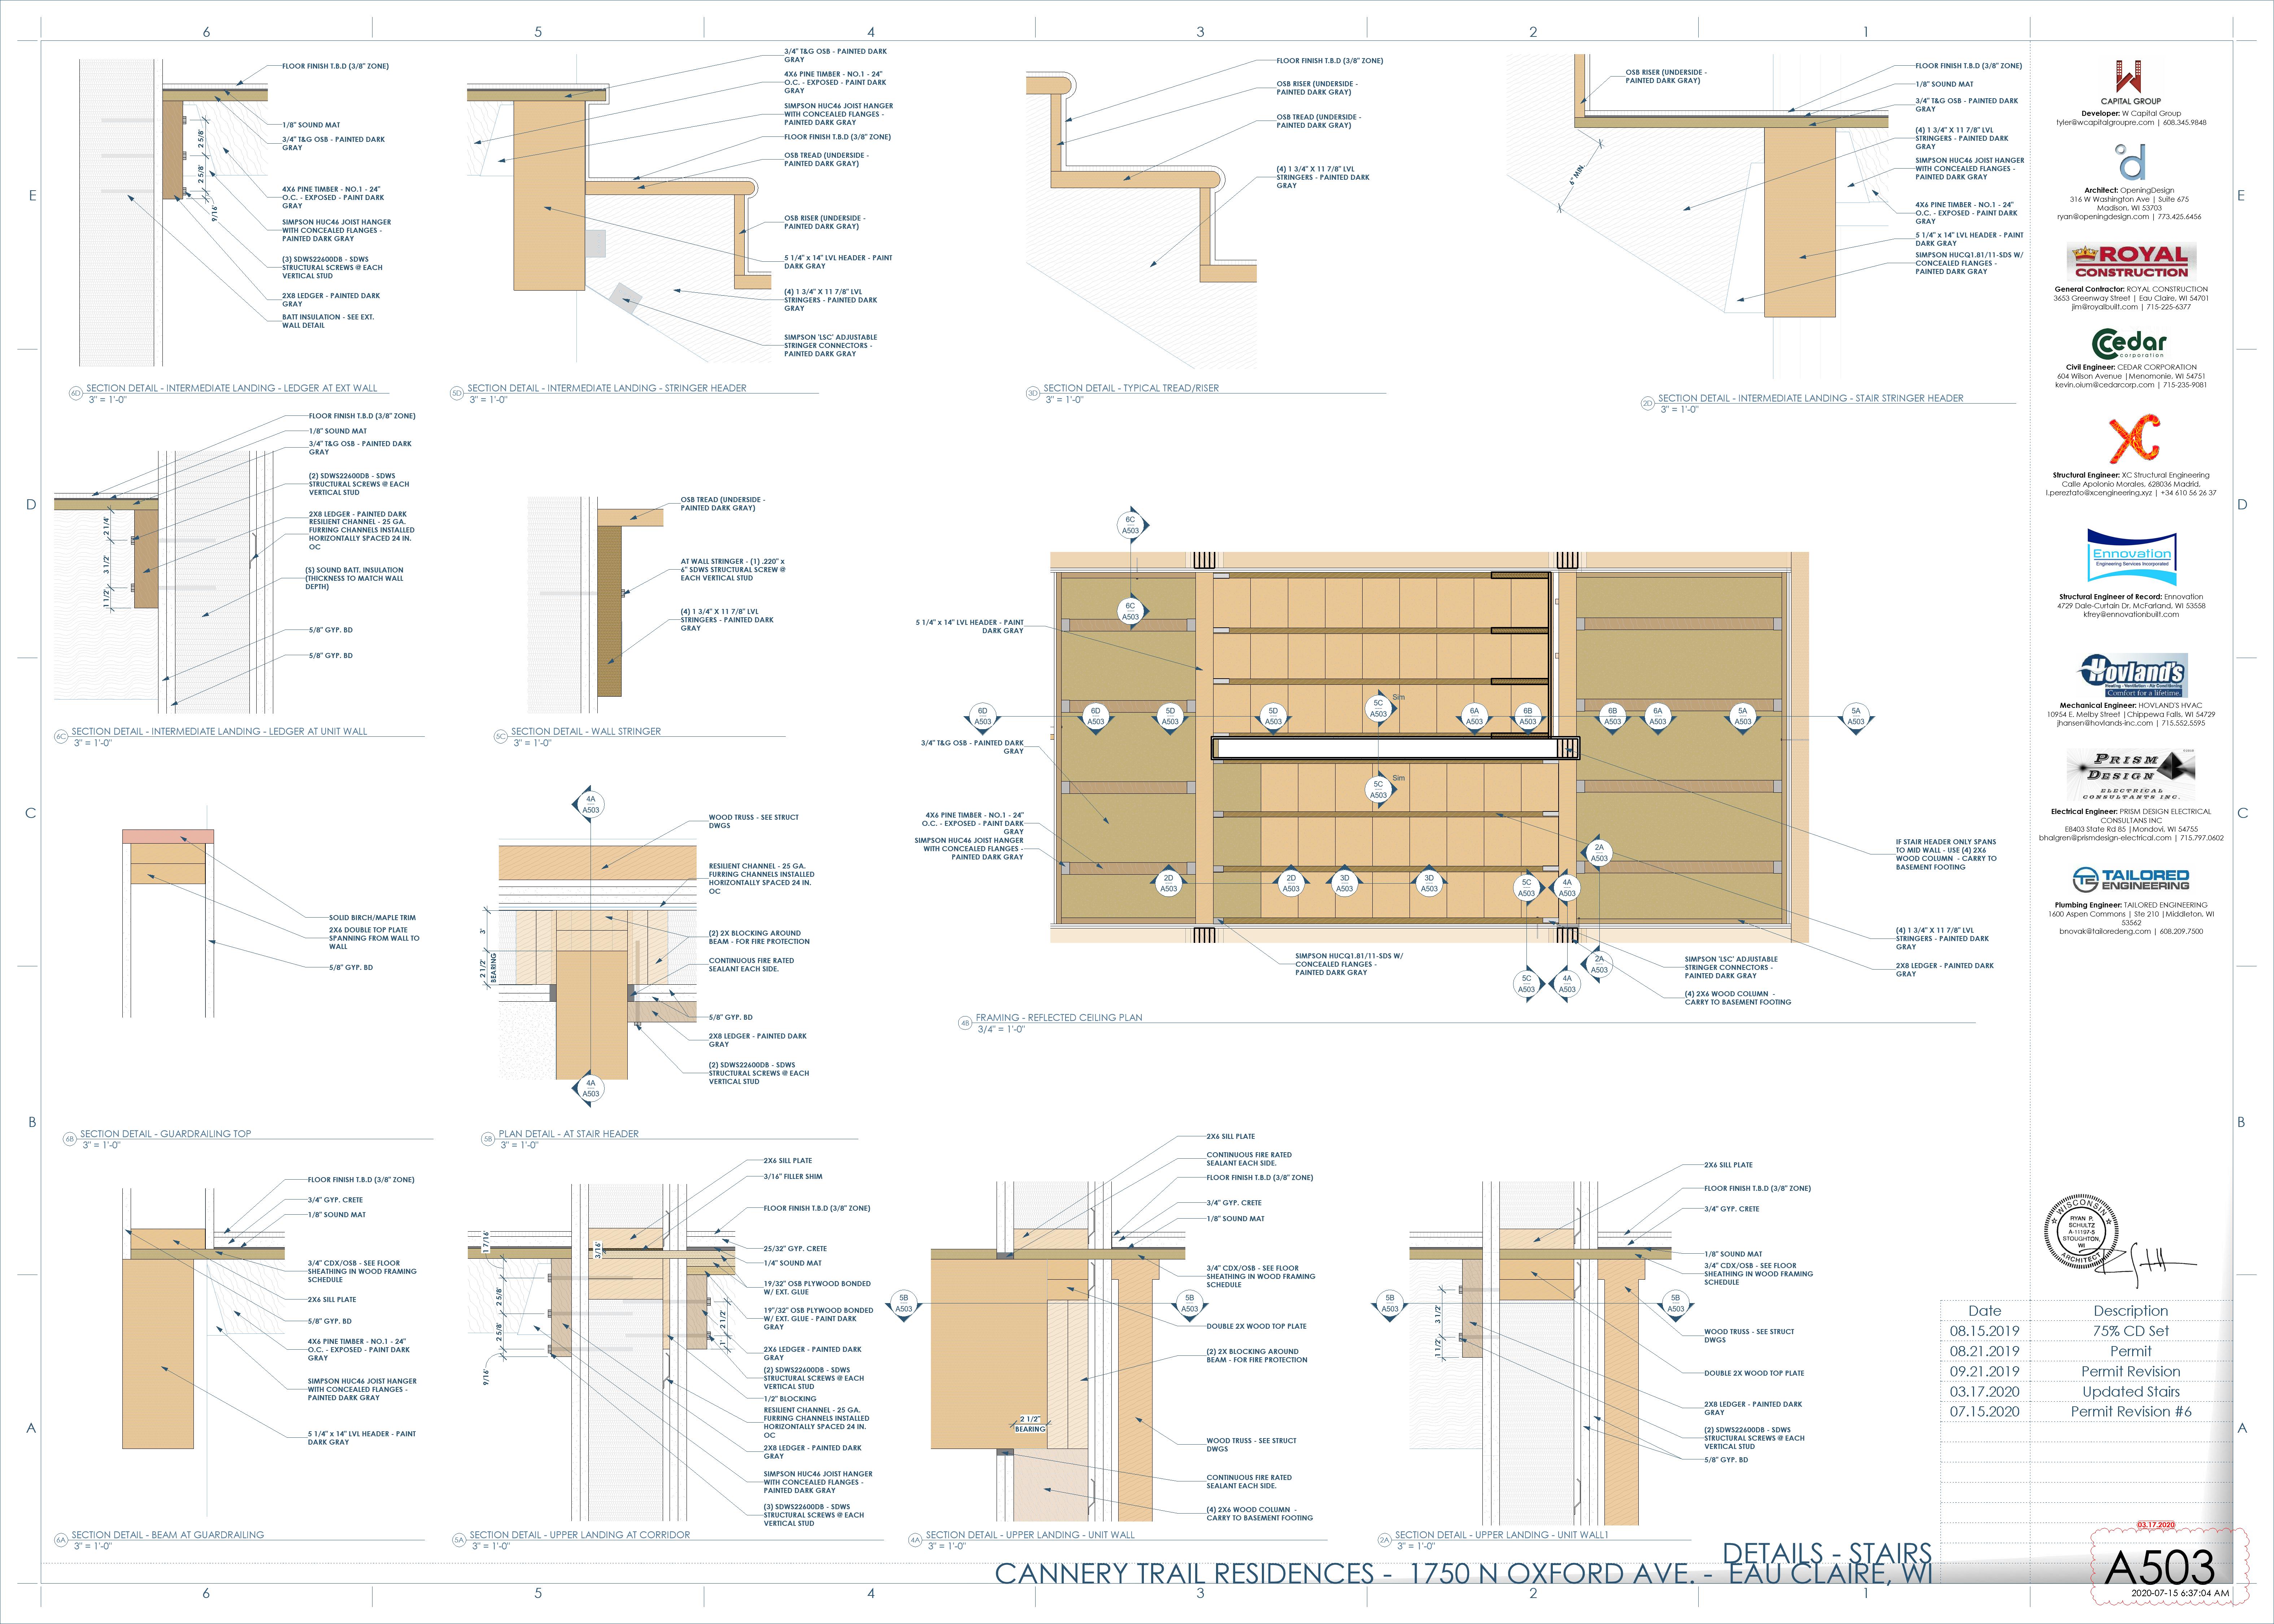 6
5
4
3
2
1
E
D
C
B
A
FLOOR FINISH T.B.D (3/8" ZONE)
1/8" SOUND MAT
3/4" T&G OSB - PAINTED DARK
GRAY
4X6 PINE TIMBER - NO.1 - 24"
O.C. - EXPOSED - PAINT DARK
GRAY
SIMPSON HUC46 JOIST HANGER
WITH CONCEALED FLANGES -
PAINTED DARK GRAY
(3) SDWS22600DB - SDWS
STRUCTURAL SCREWS @ EACH
VERTICAL STUD
2X8 LEDGER - PAINTED DARK
GRAY
BATT INSULATION - SEE EXT.
WALL DETAIL
2 5/8"
2 5/8"
9/16"
6D
SECTION DETAIL - INTERMEDIATE LANDING - LEDGER AT EXT WALL
3" = 1'-0"
3/4" T&G OSB - PAINTED DARK
GRAY
4X6 PINE TIMBER - NO.1 - 24"
O.C. - EXPOSED - PAINT DARK
GRAY
SIMPSON HUC46 JOIST HANGER
WITH CONCEALED FLANGES -
PAINTED DARK GRAY
FLOOR FINISH T.B.D (3/8" ZONE)
OSB TREAD (UNDERSIDE -
PAINTED DARK GRAY)
OSB RISER (UNDERSIDE -
PAINTED DARK GRAY)
5 1/4" x 14" LVL HEADER - PAINT
DARK GRAY
(4) 1 3/4" X 11 7/8" LVL
STRINGERS - PAINTED DARK
GRAY
SIMPSON 'LSC' ADJUSTABLE
STRINGER CONNECTORS -
PAINTED DARK GRAY
5D
SECTION DETAIL - INTERMEDIATE LANDING - STRINGER HEADER
3" = 1'-0"
FLOOR FINISH T.B.D (3/8" ZONE)
OSB RISER (UNDERSIDE -
PAINTED DARK GRAY)
OSB TREAD (UNDERSIDE -
PAINTED DARK GRAY)
(4) 1 3/4" X 11 7/8" LVL
STRINGERS - PAINTED DARK
GRAY
3D
SECTION DETAIL - TYPICAL TREAD/RISER
3" = 1'-0"
OSB RISER (UNDERSIDE -
PAINTED DARK GRAY)
6" MIN.
FLOOR FINISH T.B.D (3/8" ZONE)
1/8" SOUND MAT
3/4" T&G OSB - PAINTED DARK
GRAY
(4) 1 3/4" X 11 7/8" LVL
STRINGERS - PAINTED DARK
GRAY
SIMPSON HUC46 JOIST HANGER
WITH CONCEALED FLANGES -
PAINTED DARK GRAY
4X6 PINE TIMBER - NO.1 - 24"
O.C. - EXPOSED - PAINT DARK
GRAY
5 1/4" x 14" LVL HEADER - PAINT
DARK GRAY
SIMPSON HUCQ1.81/11-SDS W/
CONCEALED FLANGES -
PAINTED DARK GRAY
2D
SECTION DETAIL - INTERMEDIATE LANDING - STAIR STRINGER HEADER
3" = 1'-0"
FLOOR FINISH T.B.D (3/8" ZONE)
1/8" SOUND MAT
3/4" T&G OSB - PAINTED DARK
GRAY
(2) SDWS22600DB - SDWS
STRUCTURAL SCREWS @ EACH
VERTICAL STUD
2X8 LEDGER - PAINTED DARK
RESILIENT CHANNEL - 25 GA.
FURRING CHANNELS INSTALLED
HORIZONTALLY SPACED 24 IN.
OC
(S) SOUND BATT. INSULATION
(THICKNESS TO MATCH WALL
DEPTH)
5/8" GYP. BD
5/8" GYP. BD
2 1/4"
3 1/2"
1 1/2"
6C
SECTION DETAIL - INTERMEDIATE LANDING - LEDGER AT UNIT WALL
3" = 1'-0"
OSB TREAD (UNDERSIDE -
PAINTED DARK GRAY)
AT WALL STRINGER - (1) .220" x
6" SDWS STRUCTURAL SCREW @
EACH VERTICAL STUD
(4) 1 3/4" X 11 7/8" LVL
STRINGERS - PAINTED DARK
GRAY
5C
SECTION DETAIL - WALL STRINGER
3" = 1'-0"
SOLID BIRCH/MAPLE TRIM
2X6 DOUBLE TOP PLATE
SPANNING FROM WALL TO
WALL
5/8" GYP. BD
6B
SECTION DETAIL - GUARDRAILING TOP
3" = 1'-0"
4A
A503
WOOD TRUSS - SEE STRUCT
DWGS
RESILIENT CHANNEL - 25 GA.
FURRING CHANNELS INSTALLED
HORIZONTALLY SPACED 24 IN.
OC
(2) 2X BLOCKING AROUND
BEAM - FOR FIRE PROTECTION
CONTINUOUS FIRE RATED
SEALANT EACH SIDE.
5/8" GYP. BD
2X8 LEDGER - PAINTED DARK
GRAY
(2) SDWS22600DB - SDWS
STRUCTURAL SCREWS @ EACH
VERTICAL STUD
3"
2 1/2"
BEARING
4A
A503
5B
PLAN DETAIL - AT STAIR HEADER
3" = 1'-0"
6C
A503
6C
A503
5 1/4" x 14" LVL HEADER - PAINT
DARK GRAY
6D
A503
6D
A503
5D
A503
5D
A503
5C
A503
Sim
6A
A503
6B
A503
6B
A503
6A
A503
5A
A503
5A
A503
3/4" T&G OSB - PAINTED DARK
GRAY
5C
A503
Sim
4X6 PINE TIMBER - NO.1 - 24"
O.C. - EXPOSED - PAINT DARK
GRAY
SIMPSON HUC46 JOIST HANGER
WITH CONCEALED FLANGES -
PAINTED DARK GRAY
2D
A503
2D
A503
3D
A503
3D
A503
5C
A503
4A
A503
2A
A503
IF STAIR HEADER ONLY SPANS
TO MID WALL - USE (4) 2X6
WOOD COLUMN - CARRY TO
BASEMENT FOOTING
(4) 1 3/4" X 11 7/8" LVL
STRINGERS - PAINTED DARK
GRAY
2X8 LEDGER - PAINTED DARK
GRAY
SIMPSON HUCQ1.81/11-SDS W/
CONCEALED FLANGES -
PAINTED DARK GRAY
5C
A503
4A
A503
2A
A503
SIMPSON 'LSC' ADJUSTABLE
STRINGER CONNECTORS -
PAINTED DARK GRAY
(4) 2X6 WOOD COLUMN -
CARRY TO BASEMENT FOOTING
4B
FRAMING - REFLECTED CEILING PLAN
3/4" = 1'-0"
FLOOR FINISH T.B.D (3/8" ZONE)
3/4" GYP. CRETE
1/8" SOUND MAT
3/4" CDX/OSB - SEE FLOOR
SHEATHING IN WOOD FRAMING
SCHEDULE
2X6 SILL PLATE
5/8" GYP. BD
4X6 PINE TIMBER - NO.1 - 24"
O.C. - EXPOSED - PAINT DARK
GRAY
SIMPSON HUC46 JOIST HANGER
WITH CONCEALED FLANGES -
PAINTED DARK GRAY
5 1/4" x 14" LVL HEADER - PAINT
DARK GRAY
6A
SECTION DETAIL - BEAM AT GUARDRAILING
3" = 1'-0"
2X6 SILL PLATE
3/16" FILLER SHIM
FLOOR FINISH T.B.D (3/8" ZONE)
25/32" GYP. CRETE
1/4" SOUND MAT
19/32" OSB PLYWOOD BONDED
W/ EXT. GLUE
19"/32" OSB PLYWOOD BONDED
W/ EXT. GLUE - PAINT DARK
GRAY
2X6 LEDGER - PAINTED DARK
GRAY
(2) SDWS22600DB - SDWS
STRUCTURAL SCREWS @ EACH
VERTICAL STUD
1/2" BLOCKING
RESILIENT CHANNEL - 25 GA.
FURRING CHANNELS INSTALLED
HORIZONTALLY SPACED 24 IN.
OC
2X8 LEDGER - PAINTED DARK
GRAY
SIMPSON HUC46 JOIST HANGER
WITH CONCEALED FLANGES -
PAINTED DARK GRAY
(3) SDWS22600DB - SDWS
STRUCTURAL SCREWS @ EACH
VERTICAL STUD
1 7/16"
3/16"
2 5/8"
2 5/8"
9/16"
2 1/2"
1"
5A
SECTION DETAIL - UPPER LANDING AT CORRIDOR
3" = 1'-0"
2X6 SILL PLATE
CONTINUOUS FIRE RATED
SEALANT EACH SIDE.
FLOOR FINISH T.B.D (3/8" ZONE)
3/4" GYP. CRETE
1/8" SOUND MAT
3/4" CDX/OSB - SEE FLOOR
SHEATHING IN WOOD FRAMING
SCHEDULE
5B
A503
5B
A503
DOUBLE 2X WOOD TOP PLATE
(2) 2X BLOCKING AROUND
BEAM - FOR FIRE PROTECTION
2 1/2"
BEARING
WOOD TRUSS - SEE STRUCT
DWGS
CONTINUOUS FIRE RATED
SEALANT EACH SIDE.
(4) 2X6 WOOD COLUMN -
CARRY TO BASEMENT FOOTING
4A
SECTION DETAIL - UPPER LANDING - UNIT WALL
3" = 1'-0"
2X6 SILL PLATE
FLOOR FINISH T.B.D (3/8" ZONE)
3/4" GYP. CRETE
1/8" SOUND MAT
3/4" CDX/OSB - SEE FLOOR
SHEATHING IN WOOD FRAMING
SCHEDULE
5B
A503
5B
A503
WOOD TRUSS - SEE STRUCT
DWGS
DOUBLE 2X WOOD TOP PLATE
2X8 LEDGER - PAINTED DARK
GRAY
(2) SDWS22600DB - SDWS
STRUCTURAL SCREWS @ EACH
VERTICAL STUD
5/8" GYP. BD
3 1/2"
1 1/2"
2A
SECTION DETAIL - UPPER LANDING - UNIT WALL1
3" = 1'-0"
W
CAPITAL GROUP
Developer: W Capital Group
tyler@wcapitalgroupre.com | 608.345.9848
Architect: OpeningDesign
316 W Washington Ave | Suite 675
Madison, WI 53703
ryan@openingdesign.com | 773.425.6456
ROYAL
CONSTRUCTION
General Contractor: ROYAL CONSTRUCTION
3653 Greenway Street | Eau Claire, WI 54701
jim@royalbuilt.com | 715-225-6377
Cedar
corporation
Civil Engineer: CEDAR CORPORATION
604 Wilson Avenue |Menomonie, WI 54751
kevin.oium@cedarcorp.com | 715-235-9081
XC
Structural Engineer: XC Structural Engineering
Calle Apolonio Morales, 628036 Madrid,
l.pereztato@xcengineering.xyz | +34 610 56 26 37
Ennovation
Engineering Services Incorporated
Structural Engineer of Record: Ennovation
4729 Dale-Curtain Dr, McFarland, WI 53558
kfrey@ennovationbuilt.com
Hovland's
Heating · Ventilation · Air Conditioning
Comfort for a lifetime.
Mechanical Engineer: HOVLAND'S HVAC
10954 E. Melby Street |Chippewa Falls, WI 54729
jhansen@hovlands-inc.com | 715.552.5595
PRISM
DESIGN
ELECTRICAL
CONSULTANTS INC.
Electrical Engineer: PRISM DESIGN ELECTRICAL
CONSULTANS INC
E8403 State Rd 85 |Mondovi, WI 54755
bhalgren@prismdesign-electrical.com | 715.797.0602
TAILORED
ENGINEERING
Plumbing Engineer: TAILORED ENGINEERING
1600 Aspen Commons | Ste 210 |Middleton, WI
53562
bnovak@tailoredeng.com | 608.209.7500
WISCONSIN
RYAN P.
SCHULTZ
A-11197-5
STOUGHTON,
WI
ARCHITECT
Date Description
08.15.2019 75% CD Set
08.21.2019 Permit
09.21.2019 Permit Revision
03.17.2020 Updated Stairs
07.15.2020 Permit Revision #6
03.17.2020
DETAILS - STAIRS
CANNERY TRAIL RESIDENCES - 1750 N OXFORD AVE. - EAU CLAIRE, WI
A503
2020-07-15 6:37:04 AM
E
D
C
B
A
6
5
4
3
2
1